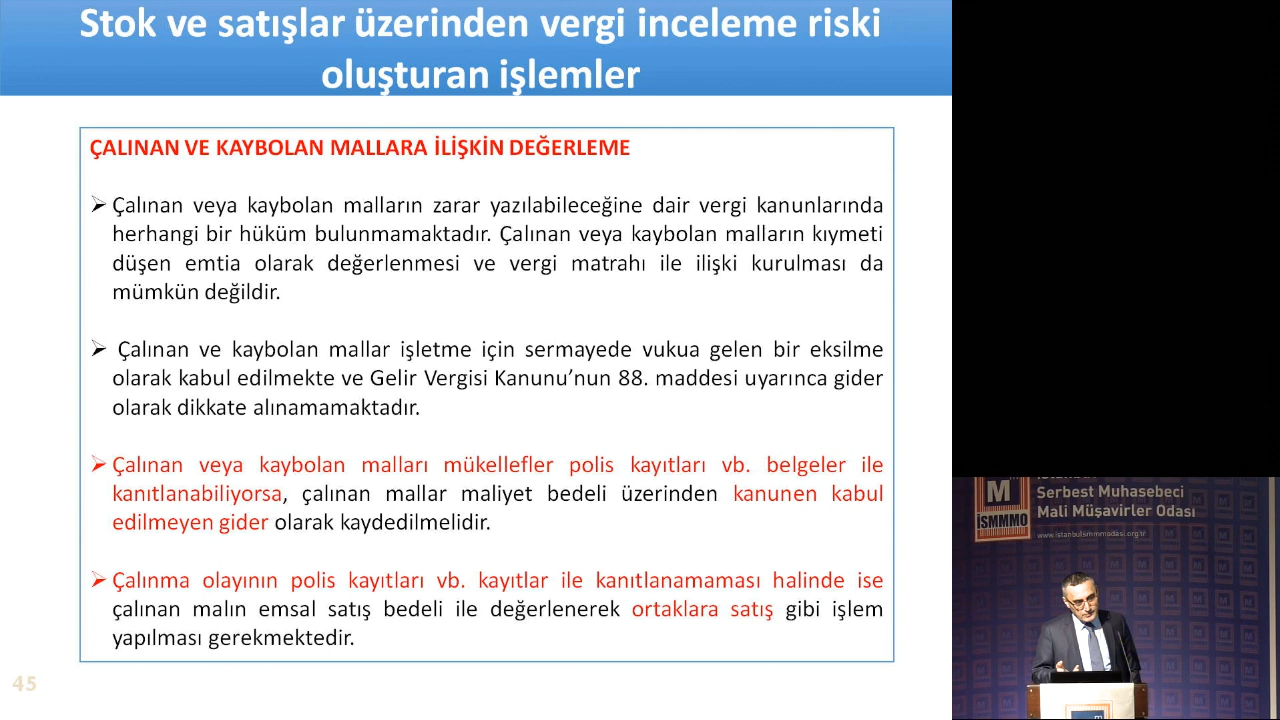 Stok ve satışlar üzerinden vergi inceleme riski
oluşturan işlemler
ÇALINAN VE KAYBOLAN MALLARA İLİŞKİN DEĞERLEME
➢ Çalınan veya kaybolan malların zarar yazılabileceğine dair vergi kanunlarında
herhangi bir hüküm bulunmamaktadır. Çalınan veya kaybolan malların kıymeti
düşen emtia olarak değerlenmesi ve vergi matrahı ile ilişki kurulması da
mümkün değildir.
➢ Çalınan ve kaybolan mallar işletme için sermayede vukua gelen bir eksilme
olarak kabul edilmekte ve Gelir Vergisi Kanunu’nun 88. maddesi uyarınca gider
olarak dikkate alınamamaktadır.
➢ Çalınan veya kaybolan malları mükellefler polis kayıtları vb. belgeler ile
kanıtlanabiliyorsa, çalınan mallar maliyet bedeli üzerinden kanunen kabul
edilmeyen gider olarak kaydedilmelidir.
➢ Çalınma olayının polis kayıtları vb. kayıtlar ile kanıtlanamaması halinde ise
çalınan malın emsal satış bedeli ile değerlenerek ortaklara satış gibi işlem
yapılması gerekmektedir.
45
M
İSMMMO
Serbest Muhasebeci
Mali Müşavirler Odası
www.istanbulsmmmodasi.org.tr